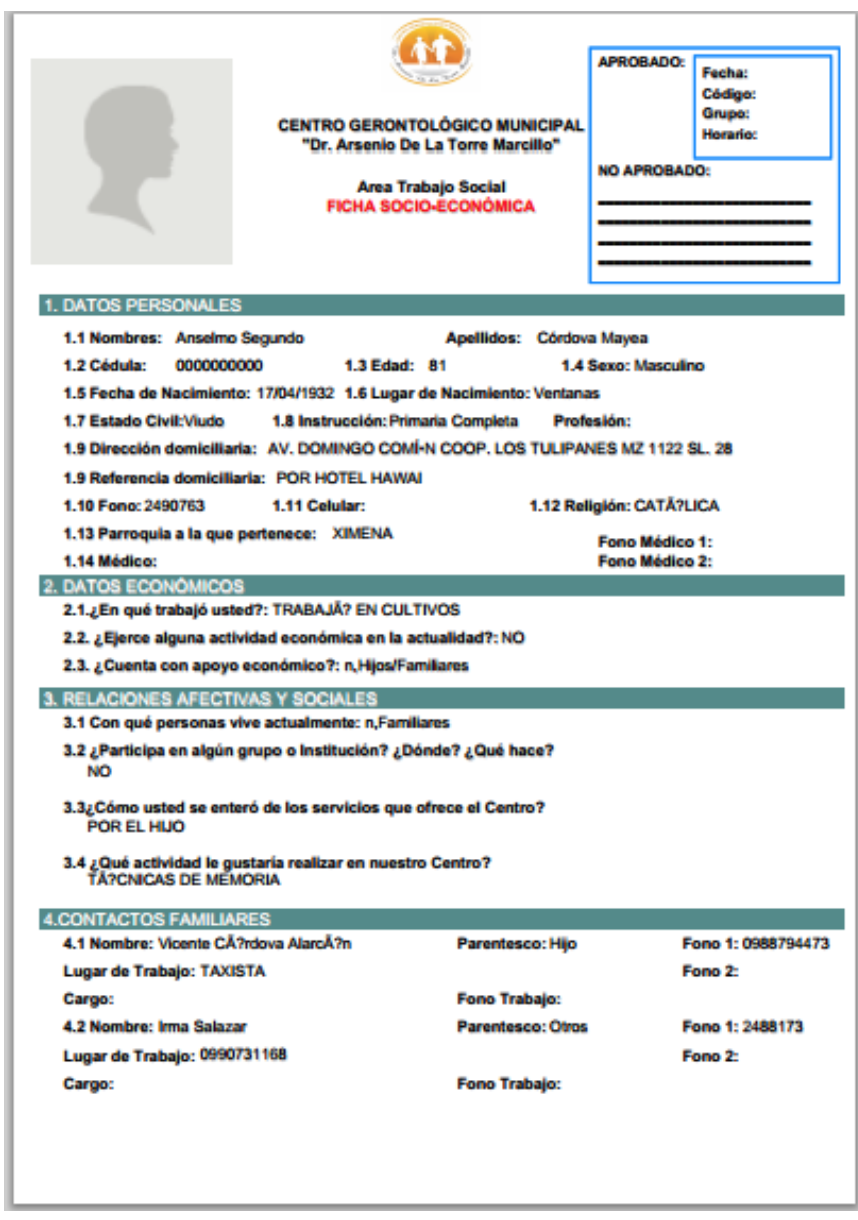 APROBADO:
Fecha:
Código:
Grupo:
Horario:
CENTRO GERONTOLÓGICO MUNICIPAL
"Dr. Arsenio De La Torre Marcillo"
NO APROBADO:
Area Trabajo Social
FICHA SOCIO-ECONÓMICA
1. DATOS PERSONALES
1.1 Nombres: Anselmo Segundo Apellidos: Córdova Mayea
1.2 Cédula: 0000000000 1.3 Edad: 81 1.4 Sexo: Masculino
1.5 Fecha de Nacimiento: 17/04/1932 1.6 Lugar de Nacimiento: Ventanas
1.7 Estado Civil:Viudo 1.8 Instrucción: Primaria Completa Profesión:
1.9 Dirección domiciliaria: AV. DOMINGO COMÍ•N COOP. LOS TULIPANES MZ 1122 SL. 28
1.9 Referencia domiciliaria: POR HOTEL HAWAI
1.10 Fono: 2490763 1.11 Celular: 1.12 Religión: CATÃ?LICA
1.13 Parroquia a la que pertenece: XIMENA
Fono Médico 1:
1.14 Médico: Fono Médico 2:
2. DATOS ECONÓMICOS
2.1.¿En qué trabajó usted?: TRABAJÃ? EN CULTIVOS
2.2. ¿Ejerce alguna actividad económica en la actualidad?: NO
2.3. ¿Cuenta con apoyo económico?: n,Hijos/Familiares
3. RELACIONES AFECTIVAS Y SOCIALES
3.1 Con qué personas vive actualmente: n,Familiares
3.2 ¿Participa en algún grupo o Institución? ¿Dónde? ¿Qué hace?
NO
3.3¿Cómo usted se enteró de los servicios que ofrece el Centro?
POR EL HIJO
3.4 ¿Qué actividad le gustaría realizar en nuestro Centro?
TÃ?CNICAS DE MEMORIA
4.CONTACTOS FAMILIARES
4.1 Nombre: Vicente CÃ?rdova AlarcÃ?n Parentesco: Hijo Fono 1: 0988794473
Lugar de Trabajo: TAXISTA Fono 2:
Cargo: Fono Trabajo:
4.2 Nombre: Irma Salazar Parentesco: Otros Fono 1: 2488173
Lugar de Trabajo: 0990731168 Fono 2:
Cargo: Fono Trabajo: